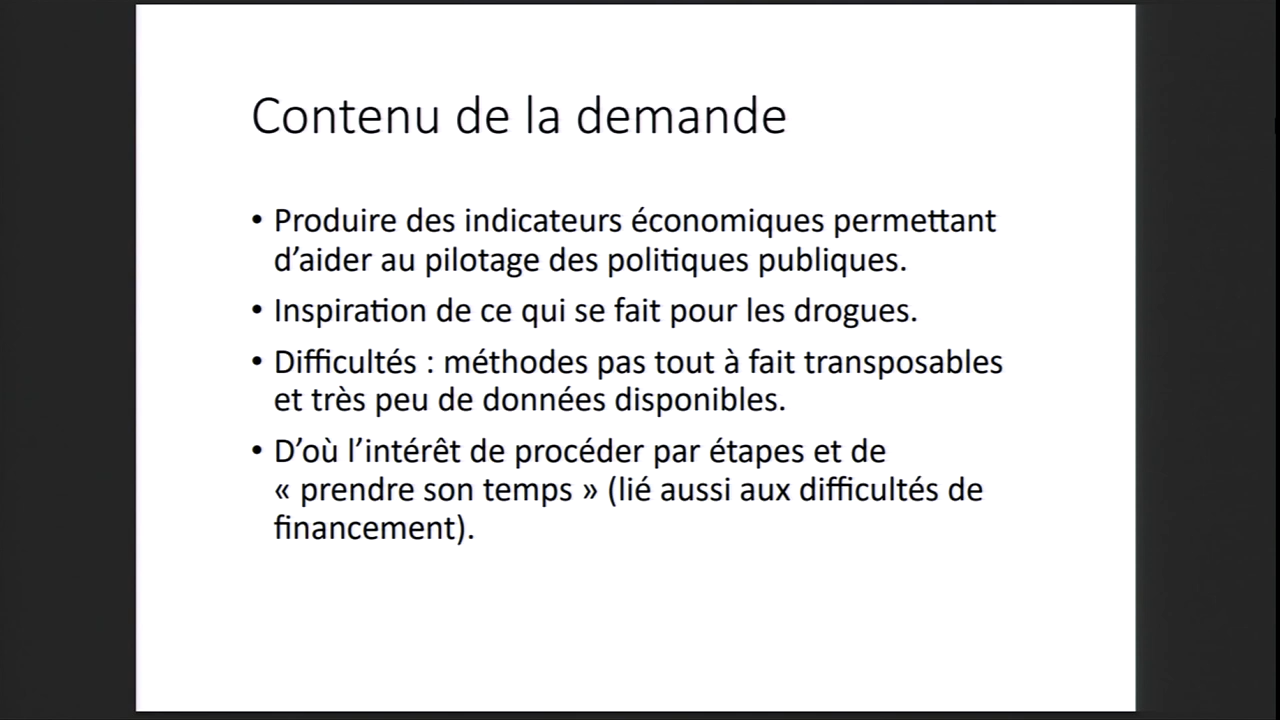 Contenu de la demande
• Produire des indicateurs économiques permettant
d’aider au pilotage des politiques publiques.
• Inspiration de ce qui se fait pour les drogues.
• Difficultés : méthodes pas tout à fait transposables
et très peu de données disponibles.
• D’où l’intérêt de procéder par étapes et de
« prendre son temps » (lié aussi aux difficultés de
financement).